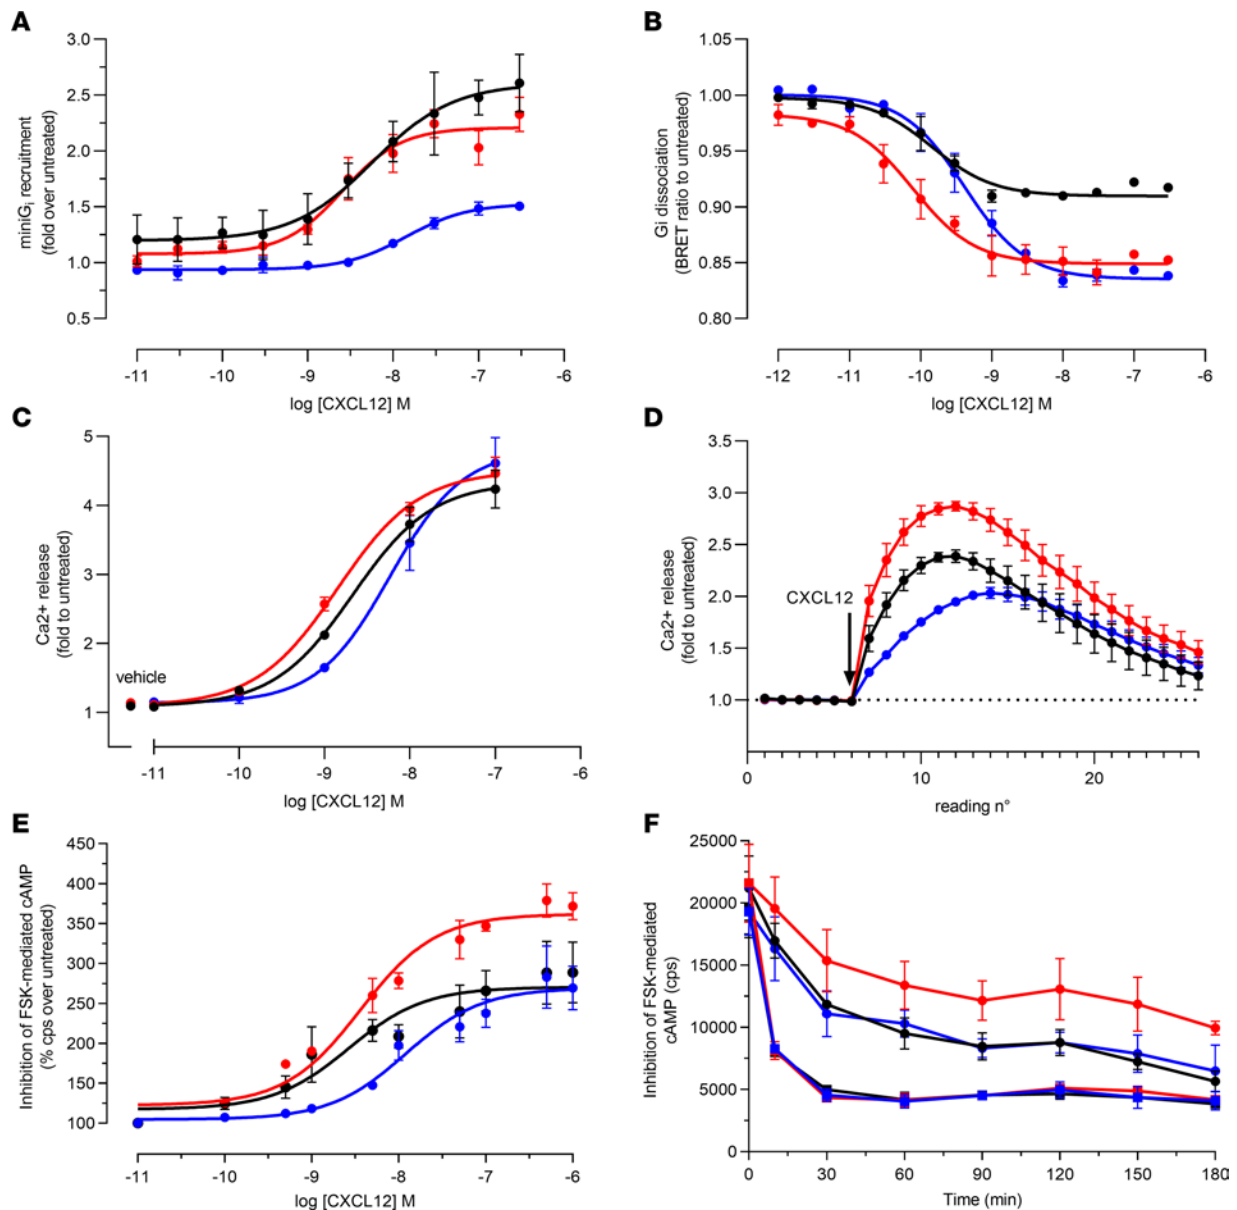 A
miniGi recruitment
(fold over untreated)
3.0
2.5
2.0
1.5
1.0
0.5
-11 -10 -9 -8 -7 -6
log [CXCL12] M
B
Gi dissociation
(BRET ratio to untreated)
1.05
1.00
0.95
0.90
0.85
0.80
-12 -11 -10 -9 -8 -7 -6
log [CXCL12] M
C
Ca2+ release
(fold to untreated)
5
4
3
2
1
vehicle
-11 -10 -9 -8 -7 -6
log [CXCL12] M
D
Ca2+ release
(fold to untreated)
3.5
3.0
2.5
2.0
1.5
1.0
CXCL12
0 10 20
reading n°
E
Inhibition of FSK-mediated cAMP
(% cps over untreated)
450
400
350
300
250
200
150
100
-11 -10 -9 -8 -7 -6
log [CXCL12] M
F
Inhibition of FSK-mediated
cAMP (cps)
25000
20000
15000
10000
5000
0
0 30 60 90 120 150 180
Time (min)